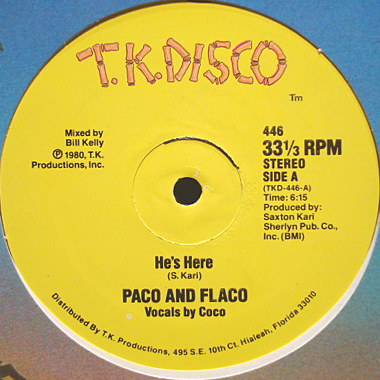 T.K.DISCO
Tm
Mixed by
Bill Kelly
Ⓟ 1980, T.K.
Productions, Inc.
446
33⅓ RPM
STEREO
SIDE A
(TKD-446-A)
Time: 6:15
Produced by:
Saxton Kari
Sherlyn Pub. Co.,
Inc. (BMI)
He's Here
(S. Kari)
PACO AND FLACO
Vocals by Coco
Distributed By T.K. Productions, 495 S.E. 10th Ct. Hialeah, Florida 33010